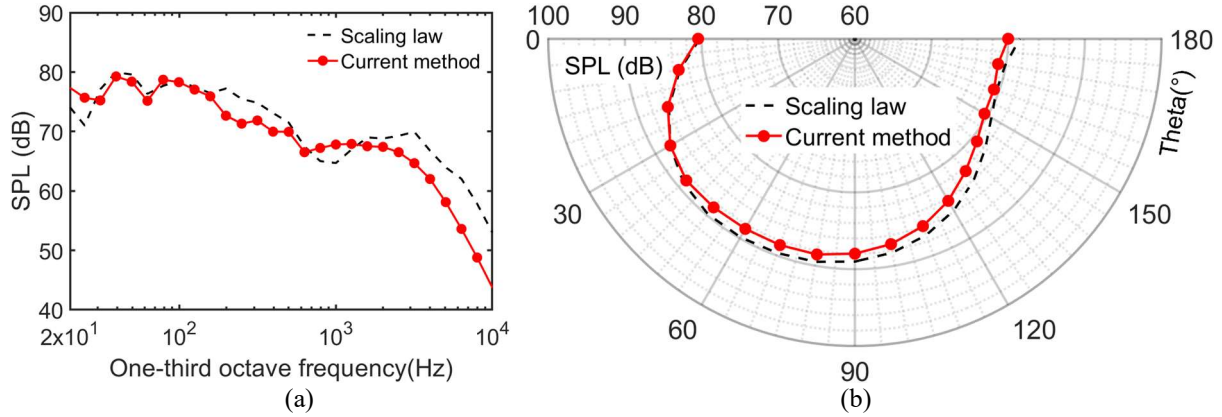 90
80
70
60
50
40
SPL (dB)
Scaling law
Current method
2x10¹
10²
10³
10⁴
One-third octave frequency(Hz)
(a)
100 90 80 70 60
0
180
SPL (dB)
Theta(°)
Scaling law
Current method
30
150
60
120
90
(b)